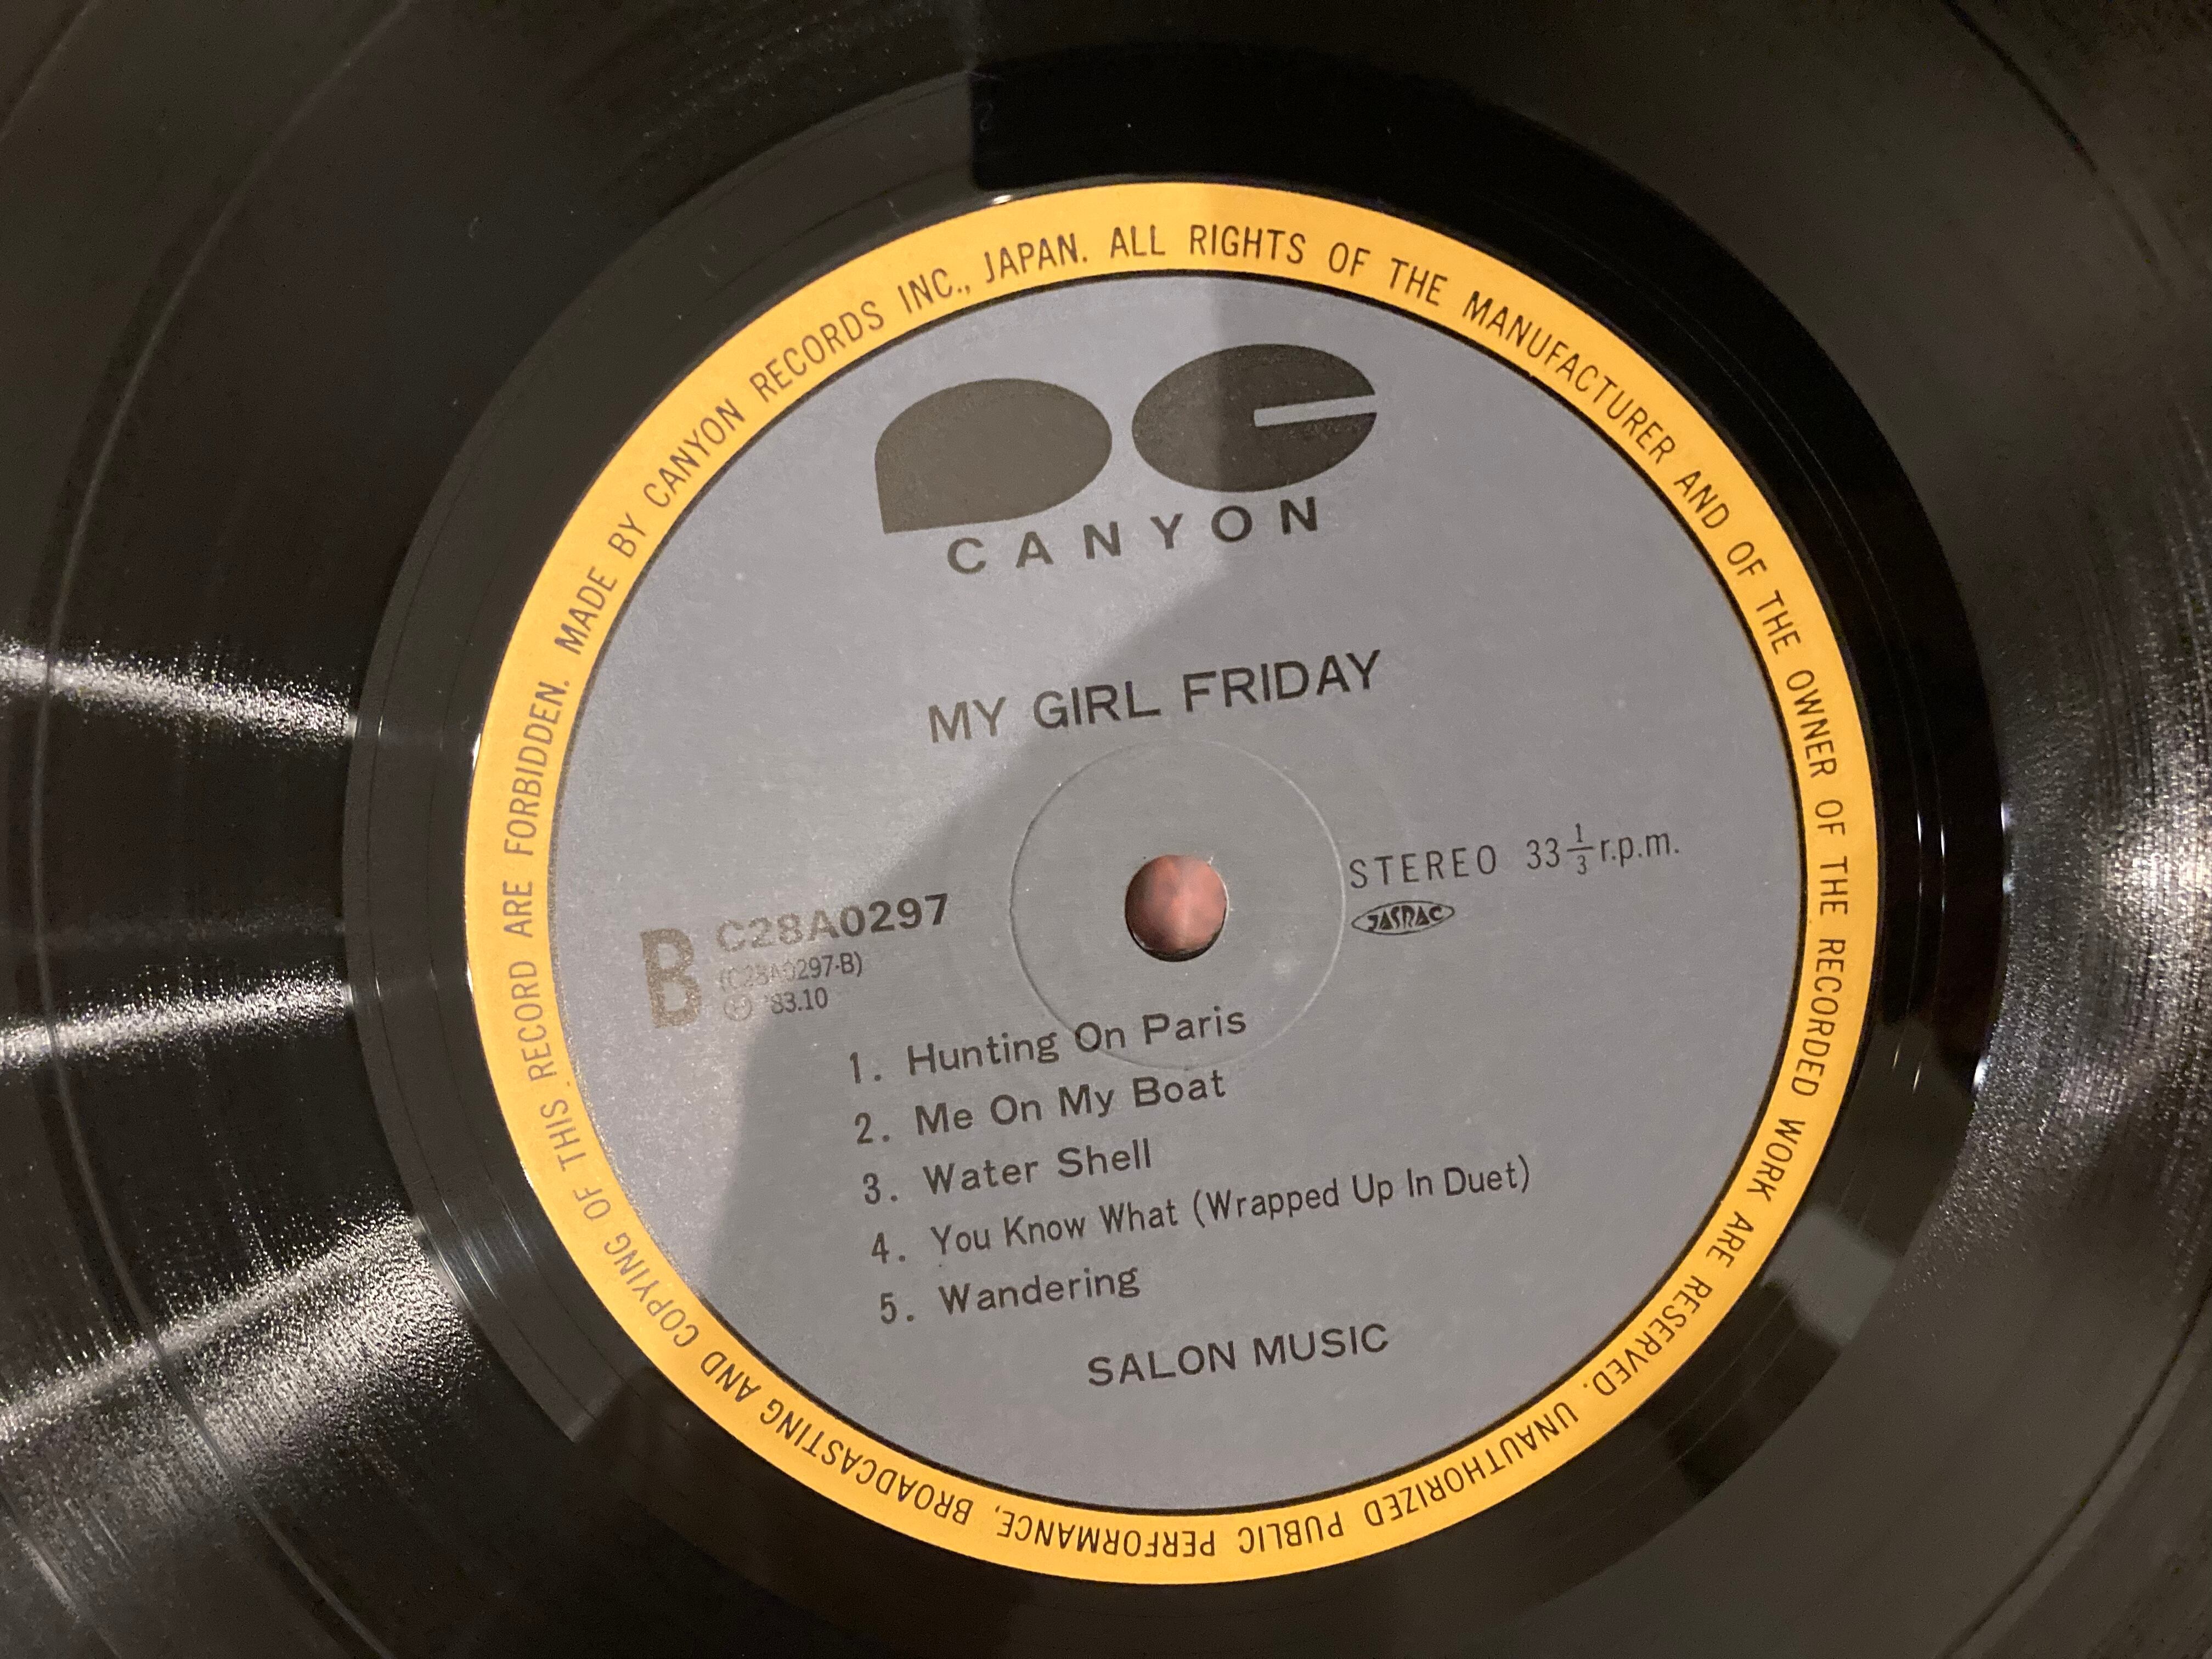 MADE BY CANYON RECORDS INC., JAPAN. ALL RIGHTS OF THE MANUFACTURER AND OF THE OWNER OF THE RECORDED WORK ARE RESERVED. UNAUTHORIZED PUBLIC PERFORMANCE, BROADCASTING AND COPYING OF THIS RECORD ARE FORBIDDEN.
CANYON
MY GIRL FRIDAY
STEREO 33 1/3 r.p.m.
JASRAC
B C28A0297
(C28A0297-B)
Ⓟ '83.10
1. Hunting On Paris
2. Me On My Boat
3. Water Shell
4. You Know What (Wrapped Up In Duet)
5. Wandering
SALON MUSIC